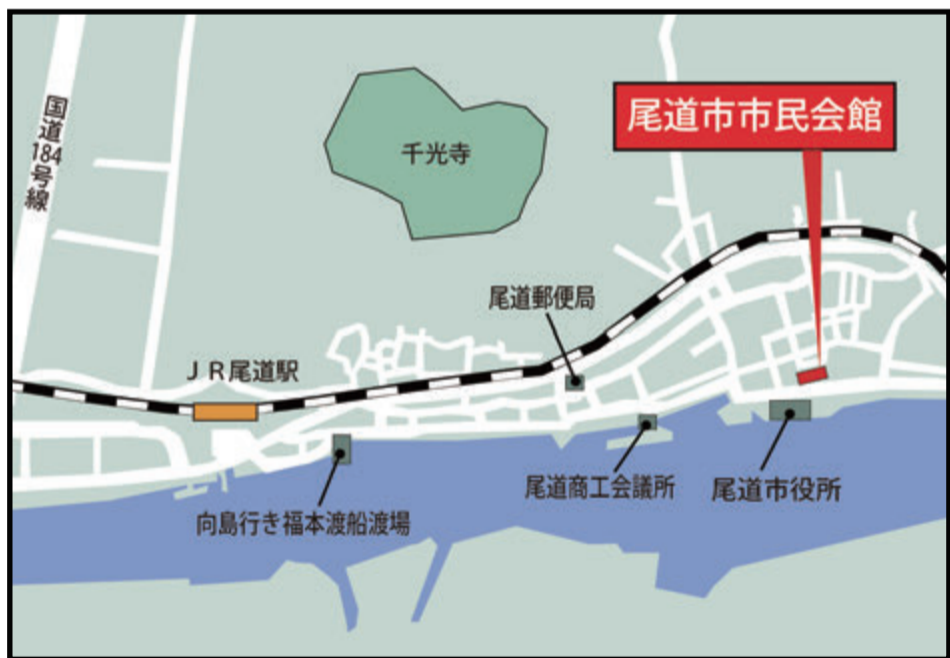 国道184号線
千光寺
尾道市市民会館
尾道郵便局
ＪＲ尾道駅
向島行き福本渡船渡場
尾道商工会議所
尾道市役所